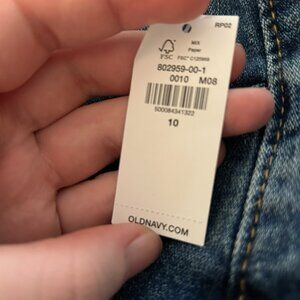 RP02
FSC
MIX
Paper
FSC® C125959
802959-00-1
0010 M08
500084341322
10
OLDNAVY.COM